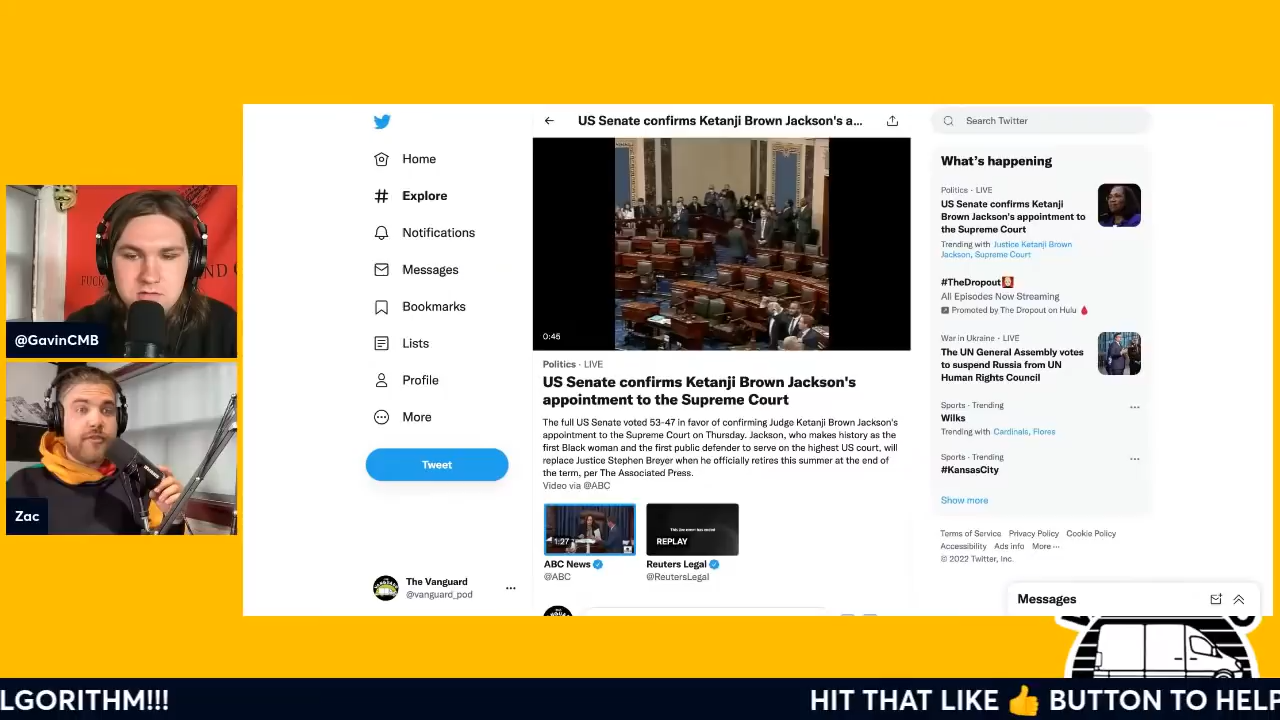 @GavinCMB
Zac
FUCK
Home
Explore
Notifications
Messages
Bookmarks
Lists
Profile
More
Tweet
The Vanguard
@vanguard_pod
US Senate confirms Ketanji Brown Jackson's a...
0:46
Politics · LIVE
US Senate confirms Ketanji Brown Jackson's
appointment to the Supreme Court
The full US Senate voted 53-47 in favor of confirming Judge Ketanji Brown Jackson's
appointment to the Supreme Court on Thursday. Jackson, who makes history as the
first Black woman and the first public defender to serve on the highest US court, will
replace Justice Stephen Breyer when he officially retires this summer at the end of
the term, per The Associated Press.
Video via @ABC
1:27
ABC News
@ABC
This live event has ended
REPLAY
Reuters Legal
@ReutersLegal
Search Twitter
What's happening
Politics · LIVE
US Senate confirms Ketanji
Brown Jackson's appointment to
the Supreme Court
Trending with Justice Ketanji Brown
Jackson, Supreme Court
#TheDropout
All Episodes Now Streaming
Promoted by The Dropout on Hulu
War in Ukraine · LIVE
The UN General Assembly votes
to suspend Russia from UN
Human Rights Council
Sports · Trending
Wilks
Trending with Cardinals, Flores
Sports · Trending
#KansasCity
Show more
Terms of Service Privacy Policy Cookie Policy
Accessibility Ads info More ···
© 2022 Twitter, Inc.
Messages
LGORITHM!!!
HIT THAT LIKE 👍 BUTTON TO HELP